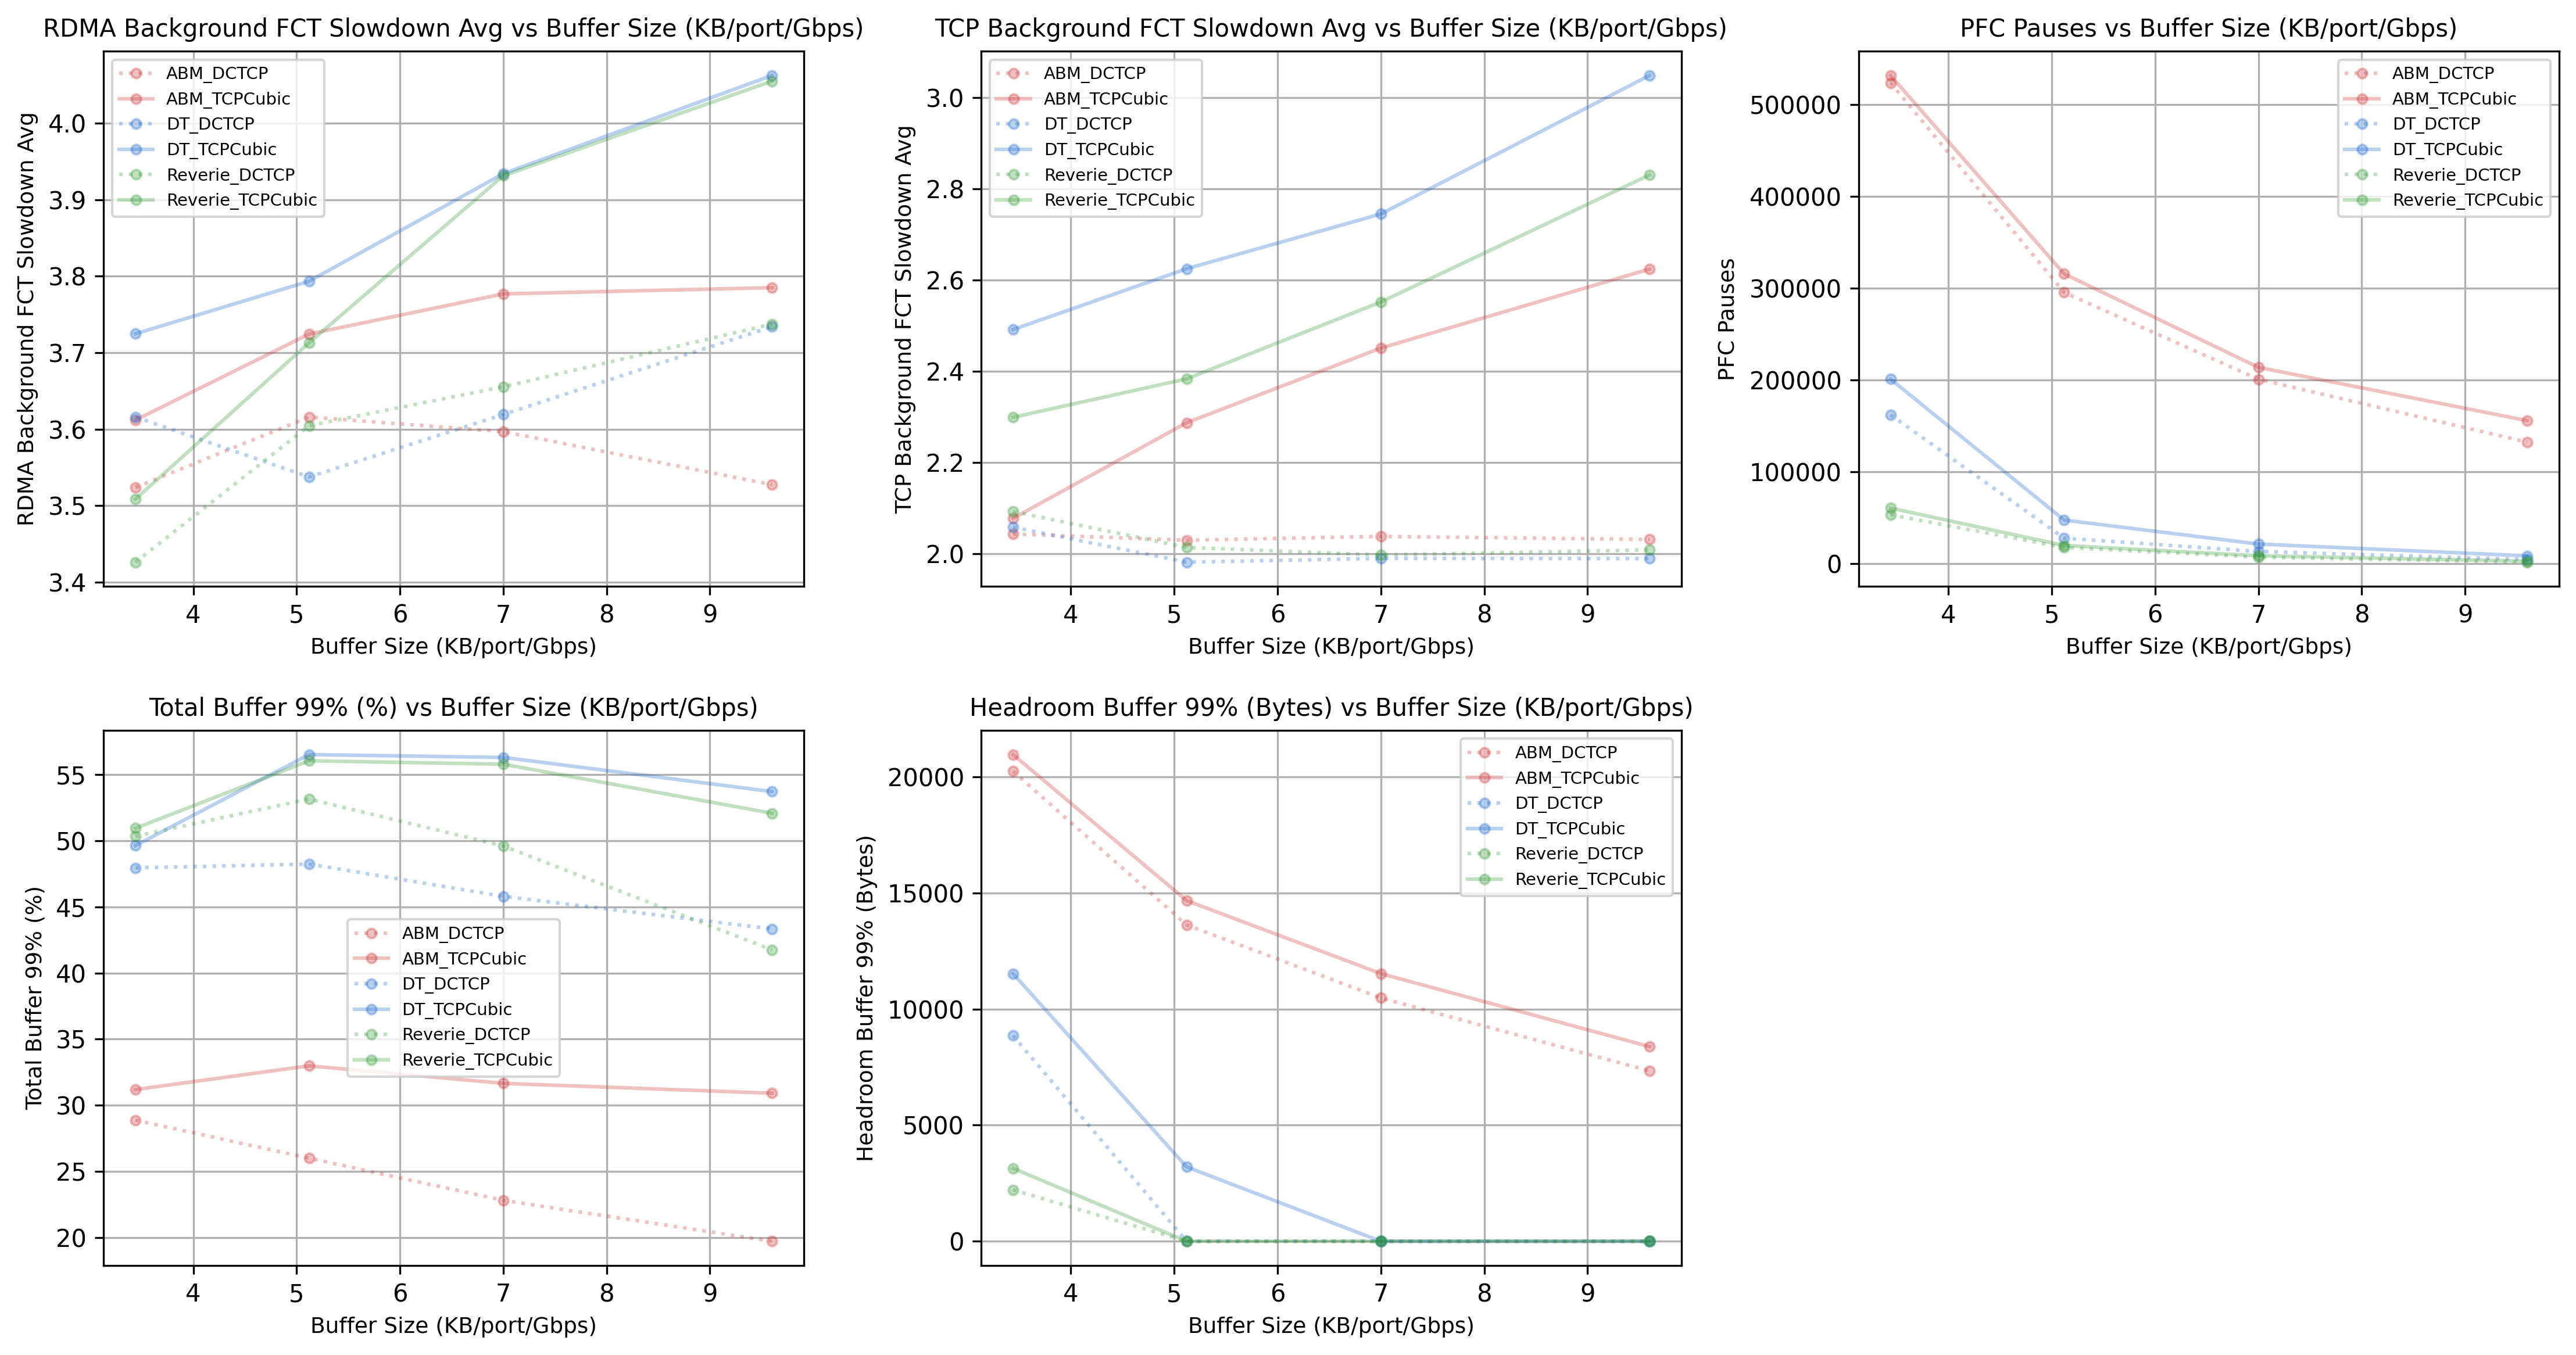 RDMA Background FCT Slowdown Avg vs Buffer Size (KB/port/Gbps)
RDMA Background FCT Slowdown Avg
4.0
3.9
3.8
3.7
3.6
3.5
3.4
ABM_DCTCP
ABM_TCPCubic
DT_DCTCP
DT_TCPCubic
Reverie_DCTCP
Reverie_TCPCubic
4 5 6 7 8 9
Buffer Size (KB/port/Gbps)
TCP Background FCT Slowdown Avg vs Buffer Size (KB/port/Gbps)
TCP Background FCT Slowdown Avg
3.0
2.8
2.6
2.4
2.2
2.0
ABM_DCTCP
ABM_TCPCubic
DT_DCTCP
DT_TCPCubic
Reverie_DCTCP
Reverie_TCPCubic
4 5 6 7 8 9
Buffer Size (KB/port/Gbps)
PFC Pauses vs Buffer Size (KB/port/Gbps)
PFC Pauses
500000
400000
300000
200000
100000
0
ABM_DCTCP
ABM_TCPCubic
DT_DCTCP
DT_TCPCubic
Reverie_DCTCP
Reverie_TCPCubic
4 5 6 7 8 9
Buffer Size (KB/port/Gbps)
Total Buffer 99% (%) vs Buffer Size (KB/port/Gbps)
Total Buffer 99% (%)
55
50
45
40
35
30
25
20
ABM_DCTCP
ABM_TCPCubic
DT_DCTCP
DT_TCPCubic
Reverie_DCTCP
Reverie_TCPCubic
4 5 6 7 8 9
Buffer Size (KB/port/Gbps)
Headroom Buffer 99% (Bytes) vs Buffer Size (KB/port/Gbps)
Headroom Buffer 99% (Bytes)
20000
15000
10000
5000
0
ABM_DCTCP
ABM_TCPCubic
DT_DCTCP
DT_TCPCubic
Reverie_DCTCP
Reverie_TCPCubic
4 5 6 7 8 9
Buffer Size (KB/port/Gbps)